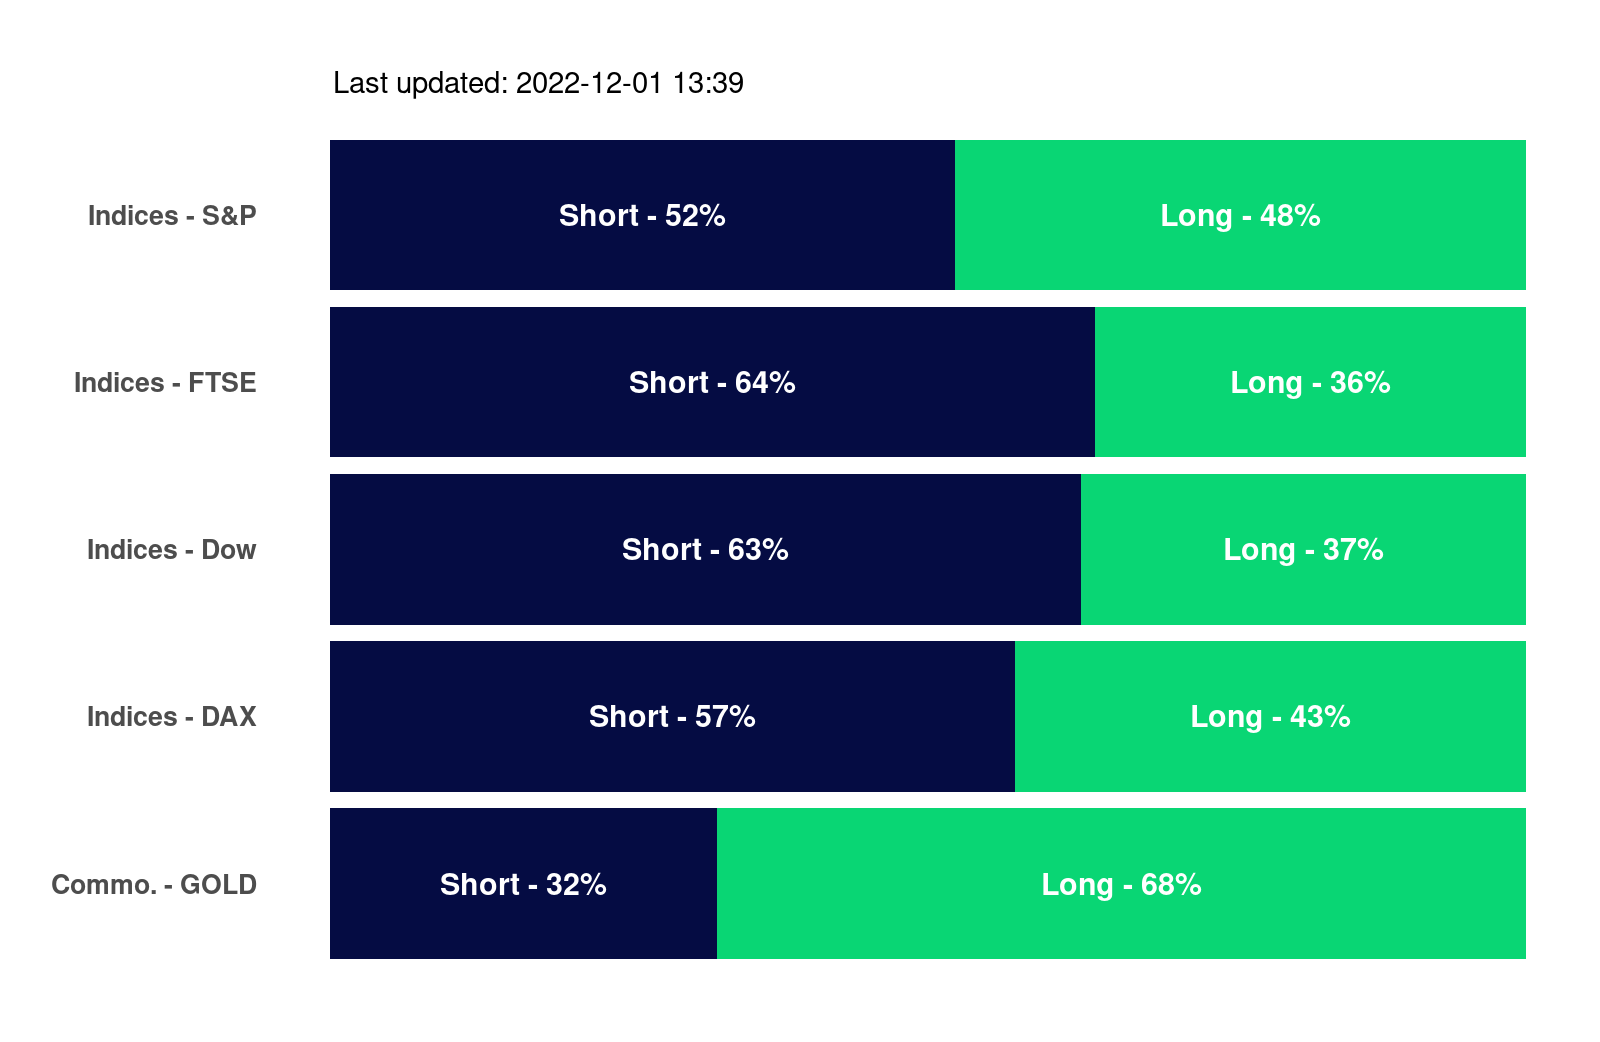 Last updated: 2022-12-01 13:39
Indices - S&P Short - 52% Long - 48%
Indices - FTSE Short - 64% Long - 36%
Indices - Dow Short - 63% Long - 37%
Indices - DAX Short - 57% Long - 43%
Commo. - GOLD Short - 32% Long - 68%